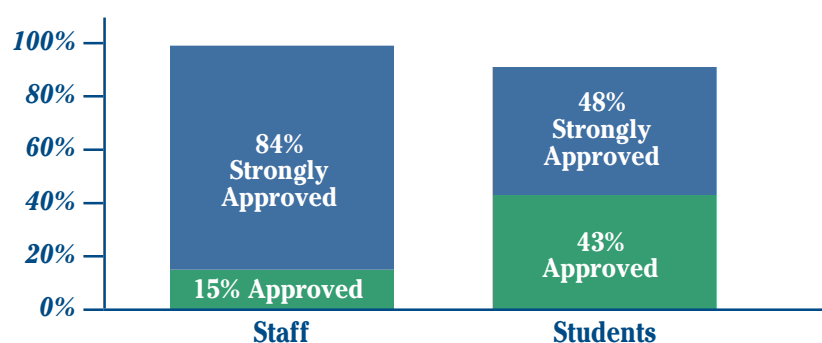 100%
80%
60%
40%
20%
0%
84%
Strongly
Approved
15% Approved
48%
Strongly
Approved
43%
Approved
Staff
Students